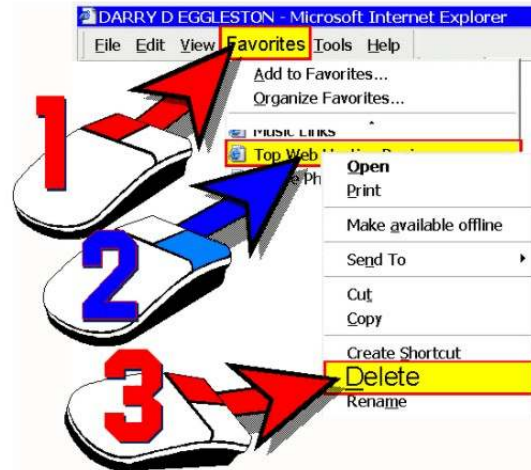 DARRY D EGGLESTON - Microsoft Internet Explorer
File Edit View Favorites Tools Help
Add to Favorites...
Organize Favorites...
Music Links
Top Web
Open
Print
Make available offline
Send To
Cut
Copy
Create Shortcut
Delete
Rename
1
2
3